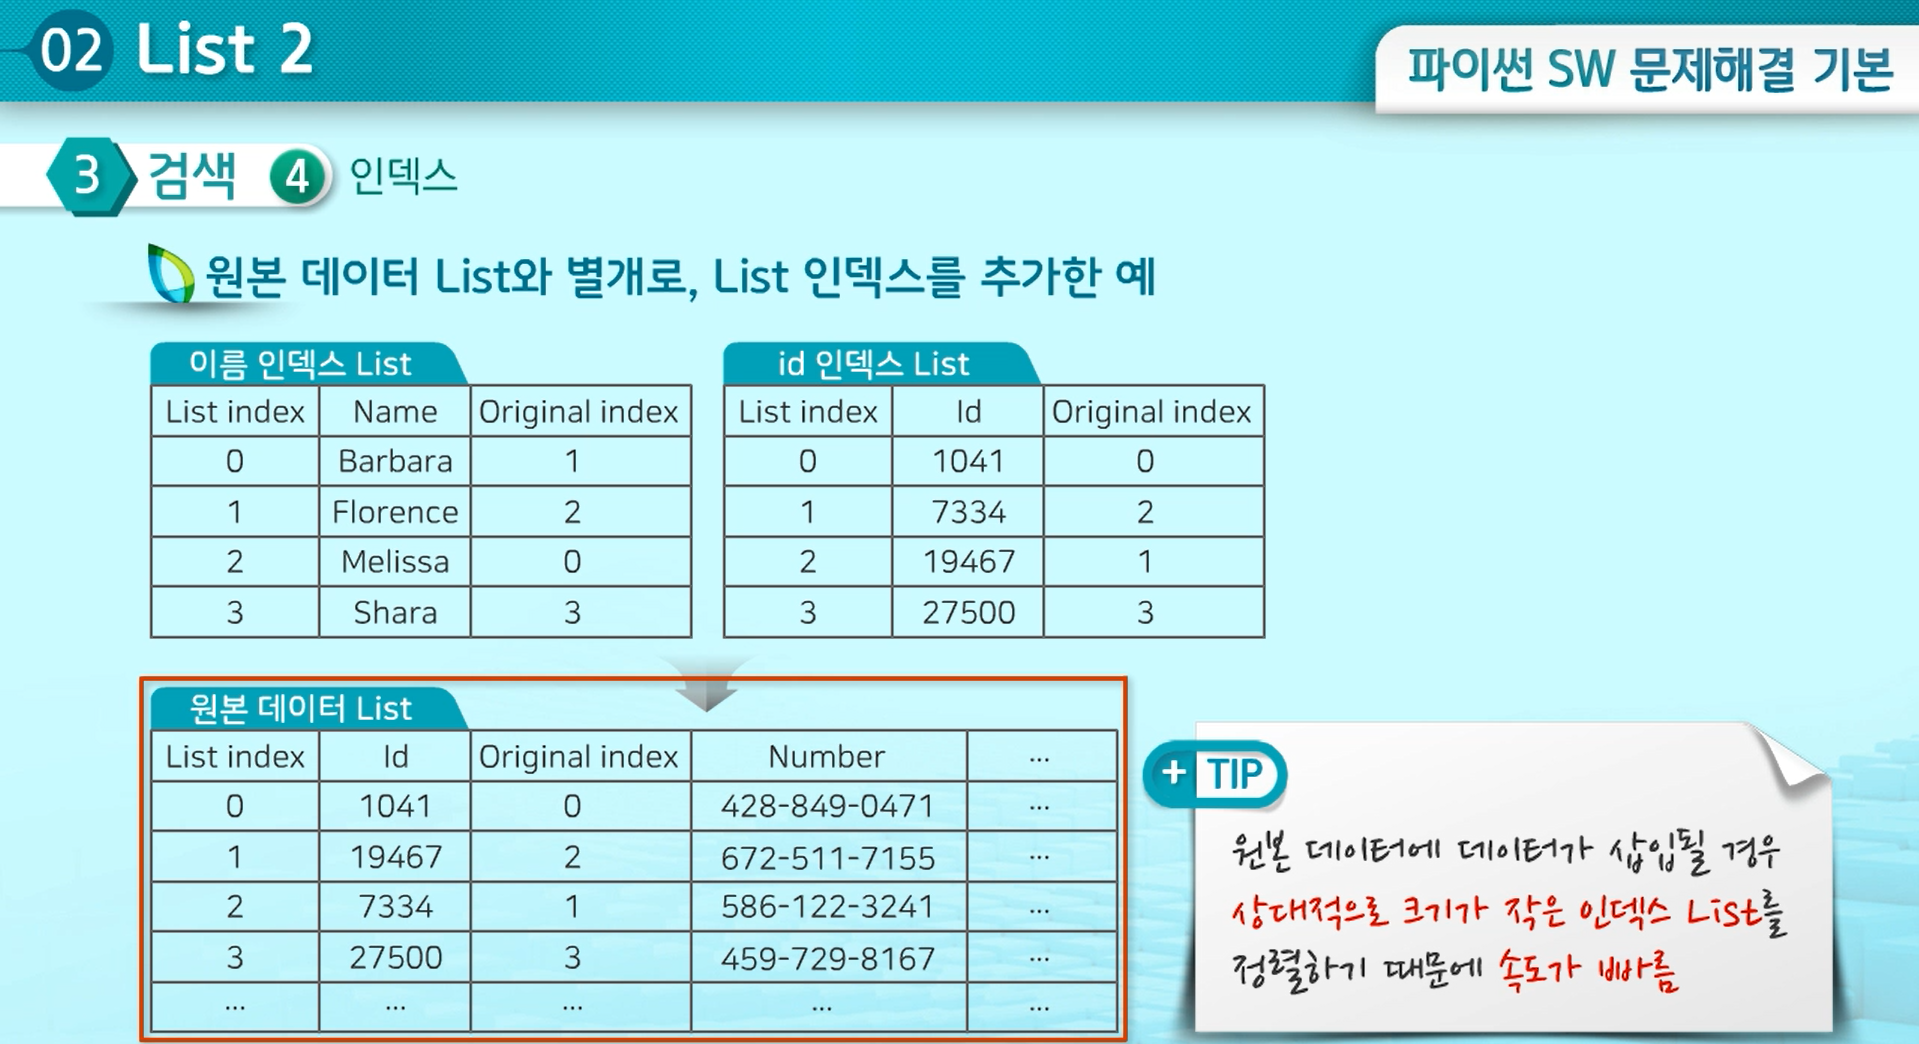 02 List 2
파이썬 SW 문제해결 기본
3 검색 4 인덱스
원본 데이터 List와 별개로, List 인덱스를 추가한 예
이름 인덱스 List
List index Name Original index
0 Barbara 1
1 Florence 2
2 Melissa 0
3 Shara 3
id 인덱스 List
List index Id Original index
0 1041 0
1 7334 2
2 19467 1
3 27500 3
원본 데이터 List
List index Id Original index Number ...
0 1041 0 428-849-0471 ...
1 19467 2 672-511-7155 ...
2 7334 1 586-122-3241 ...
3 27500 3 459-729-8167 ...
... ... ... ... ...
+ TIP
원본 데이터에 데이터가 삽입될 경우
상대적으로 크기가 작은 인덱스 List를
정렬하기 때문에 속도가 빠름